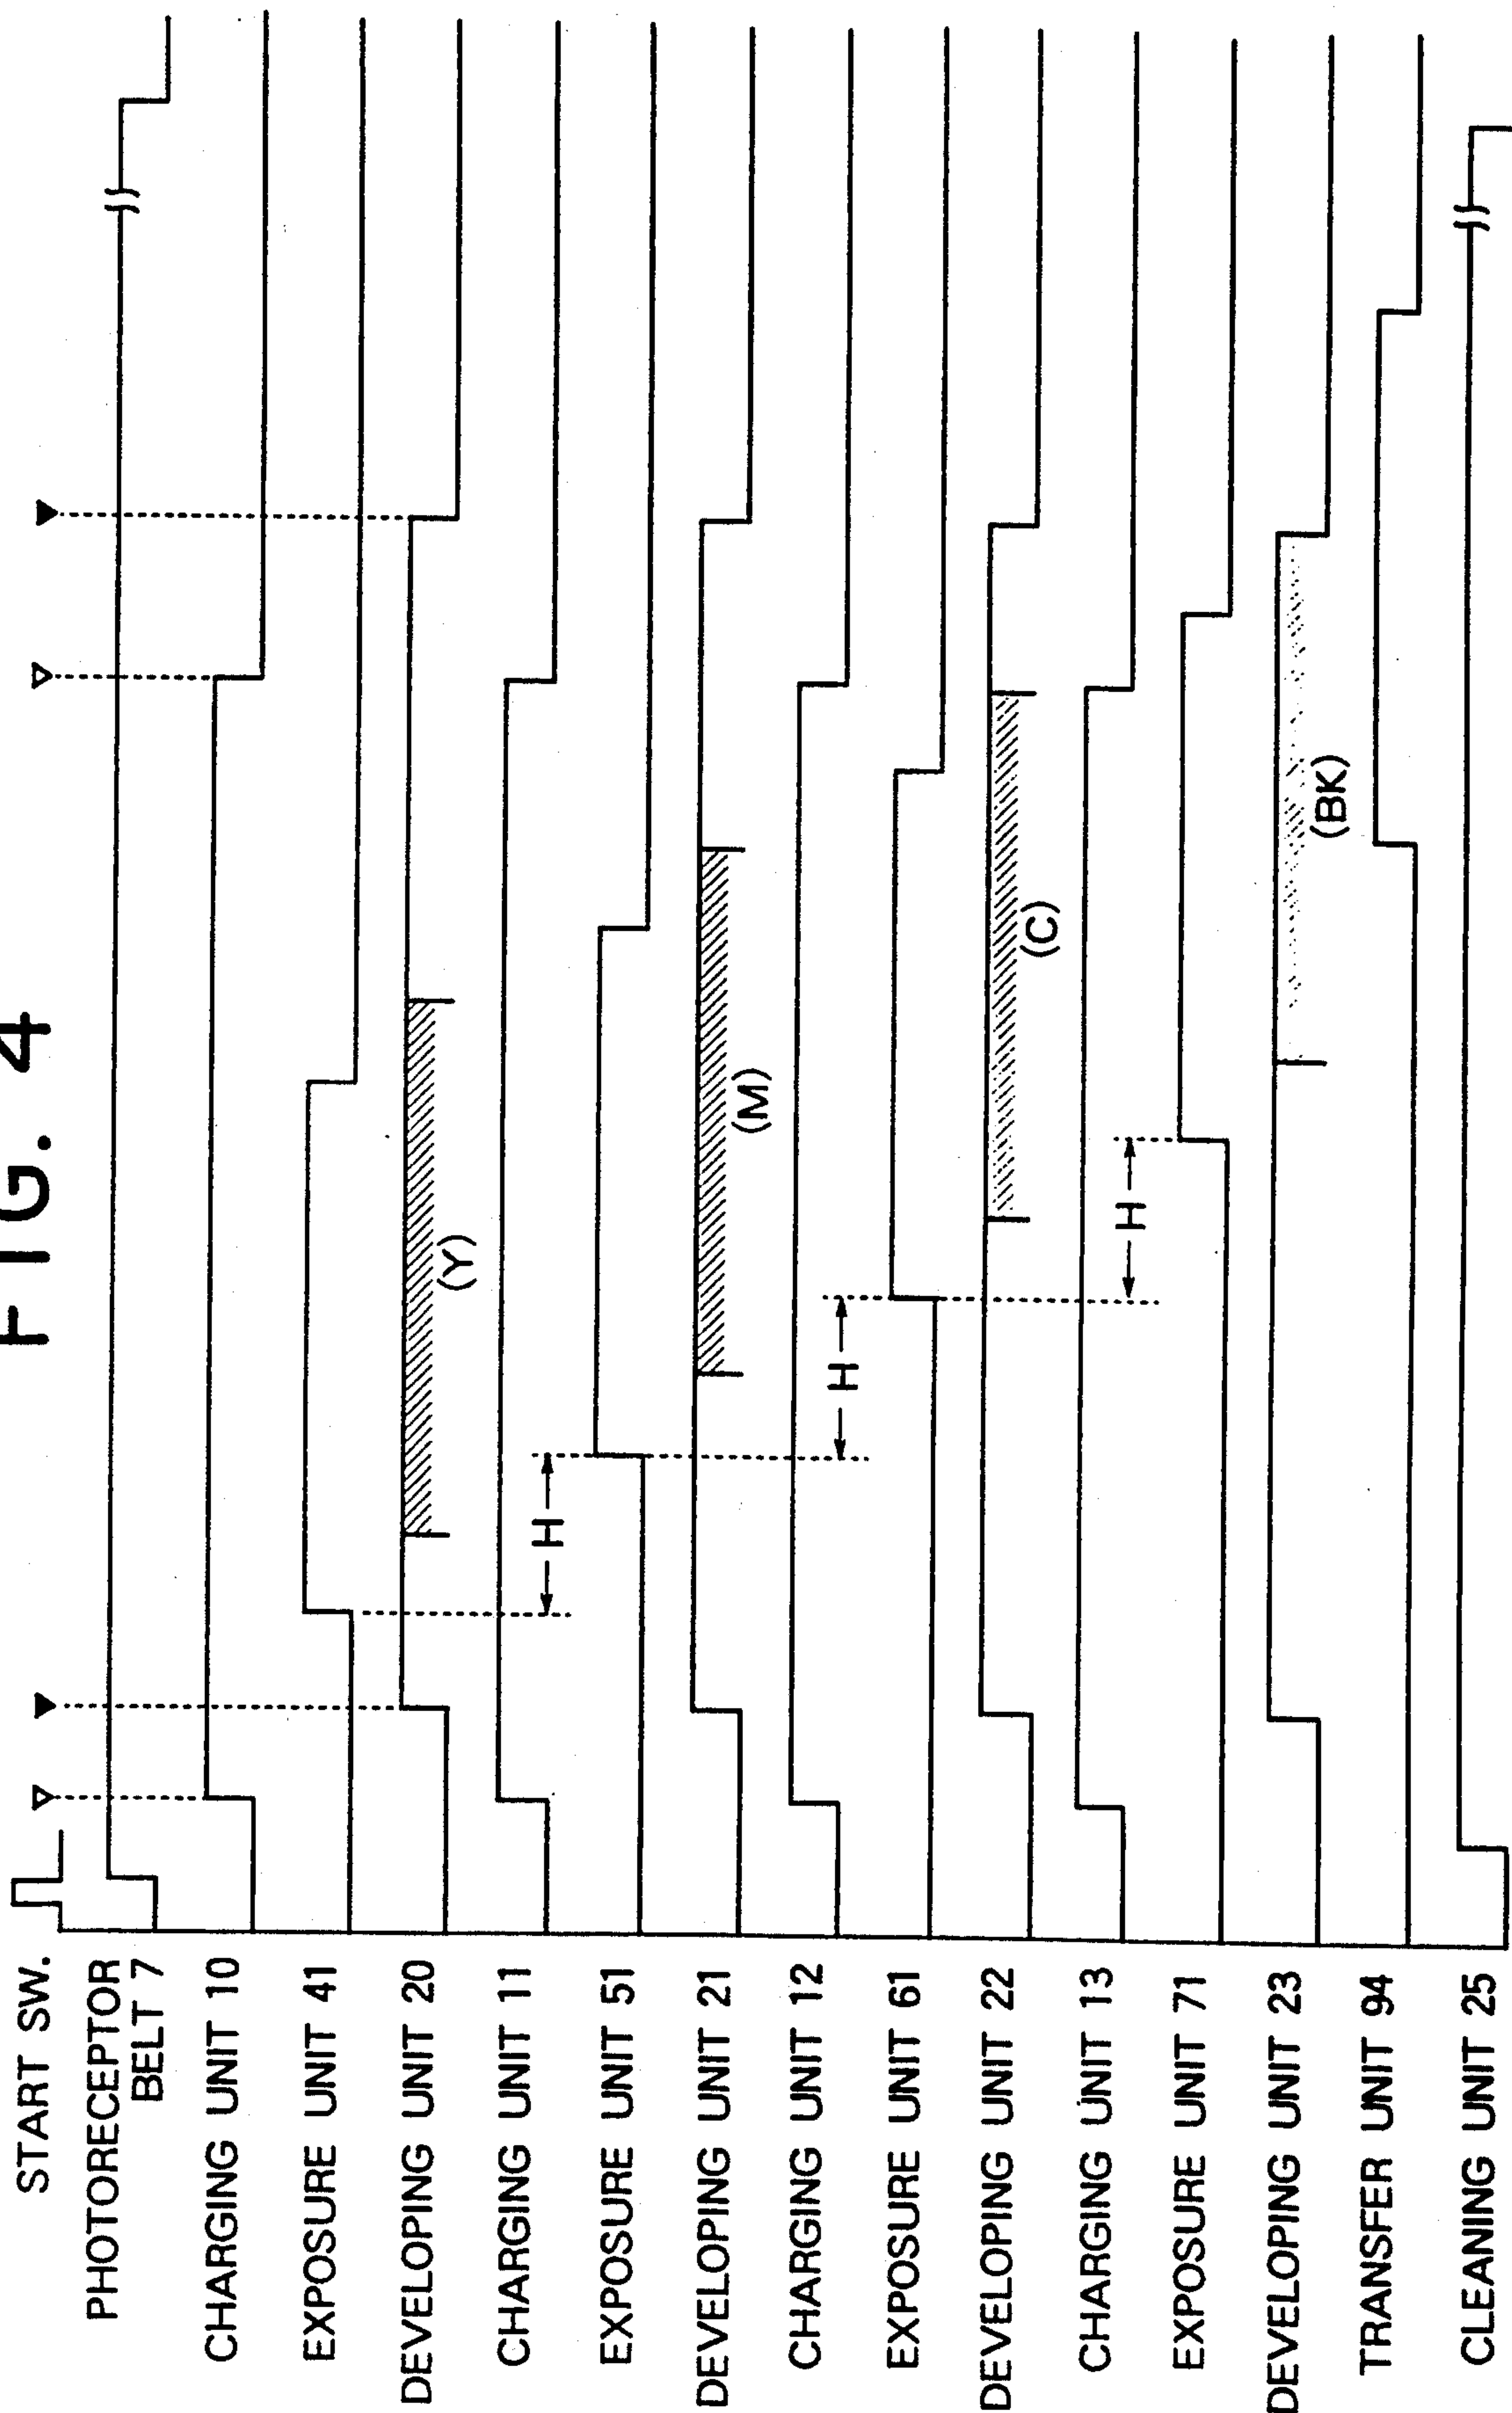 FIG. 4
START SW.
PHOTORECEPTOR
BELT 7
CHARGING UNIT 10
EXPOSURE UNIT 41
DEVELOPING UNIT 20
(Y)
CHARGING UNIT 11
H
EXPOSURE UNIT 51
DEVELOPING UNIT 21
(M)
CHARGING UNIT 12
H
EXPOSURE UNIT 61
DEVELOPING UNIT 22
(C)
CHARGING UNIT 13
H
EXPOSURE UNIT 71
DEVELOPING UNIT 23
(BK)
TRANSFER UNIT 94
CLEANING UNIT 25